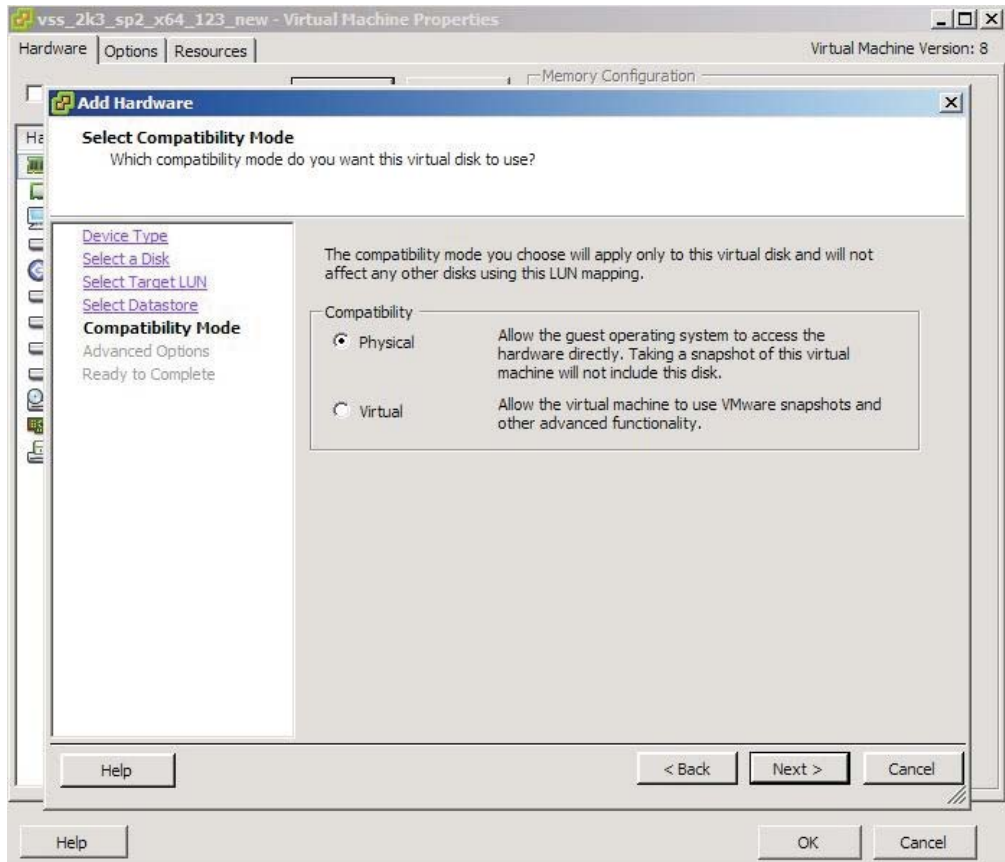 vss_2k3_sp2_x64_123_new - Virtual Machine Properties
Hardware Options Resources Virtual Machine Version: 8
Memory Configuration
Add Hardware
Ha
Select Compatibility Mode
Which compatibility mode do you want this virtual disk to use?
Device Type
Select a Disk
Select Target LUN
Select Datastore
Compatibility Mode
Advanced Options
Ready to Complete
The compatibility mode you choose will apply only to this virtual disk and will not
affect any other disks using this LUN mapping.
Compatibility
Physical Allow the guest operating system to access the
hardware directly. Taking a snapshot of this virtual
machine will not include this disk.
Virtual Allow the virtual machine to use VMware snapshots and
other advanced functionality.
Help < Back Next > Cancel
Help OK Cancel